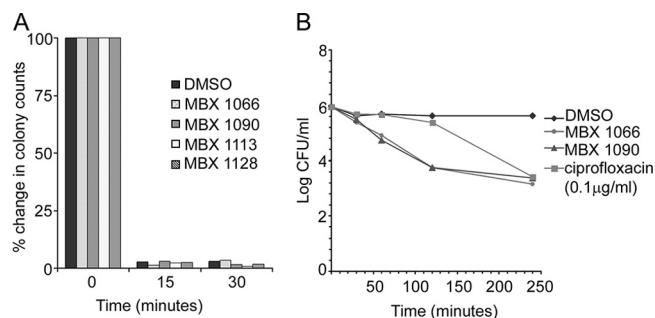 A
100
75
50
25
0
% change in colony counts
DMSO
MBX 1066
MBX 1090
MBX 1113
MBX 1128
0
15
30
Time (minutes)
B
8
6
4
2
0
Log CFU/ml
50
100
150
200
250
Time (minutes)
DMSO
MBX 1066
MBX 1090
ciprofloxacin
(0.1µg/ml)